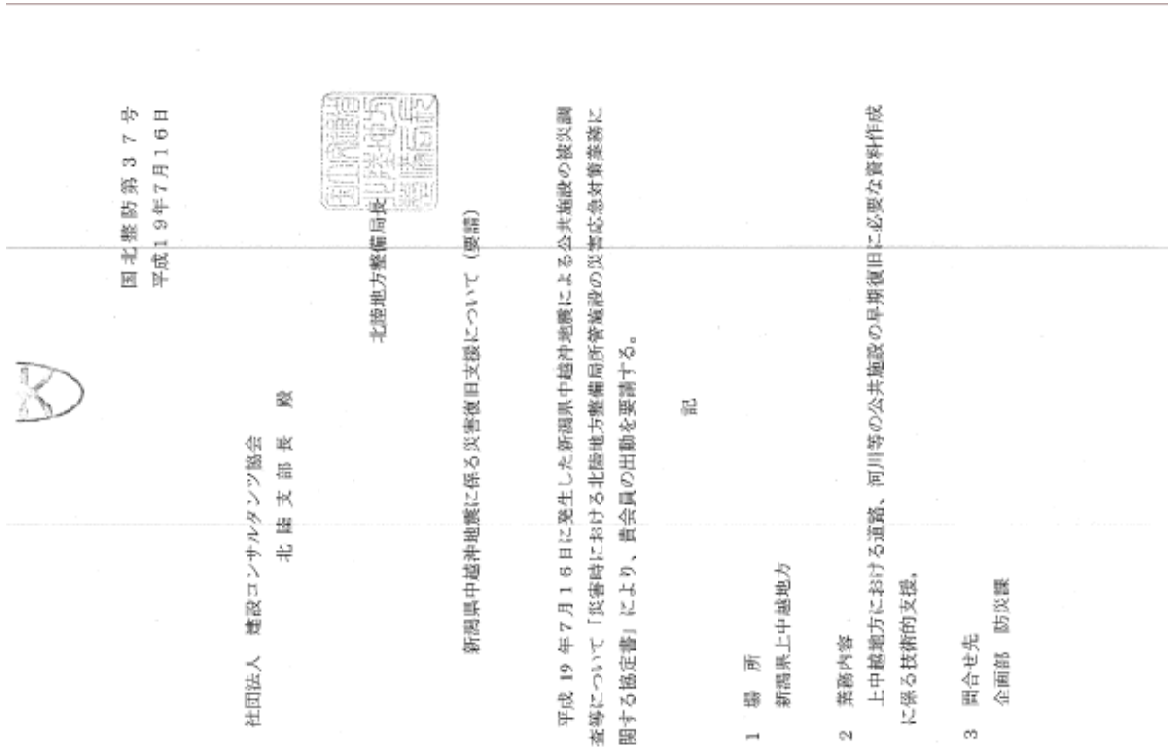 国北整防第37号
平成19年7月16日
社団法人 建設コンサルタンツ協会
北陸支部長 殿
北陸地方整備局長
新潟県中越沖地震に係る災害復旧支援について(要請)
平成 19 年7月16日に発生した新潟県中越沖地震による公共施設の被災調
査等について「災害時における北陸地方整備局所管施設の災害応急対策業務に
関する協定書」により、貴会員の出動を要請する。
記
1 場 所
新潟県上中越地方
2 業務内容
上中越地方における道路、河川等の公共施設の早期復旧に必要な資料作成
に係る技術的支援。
3 問合せ先
企画部 防災課